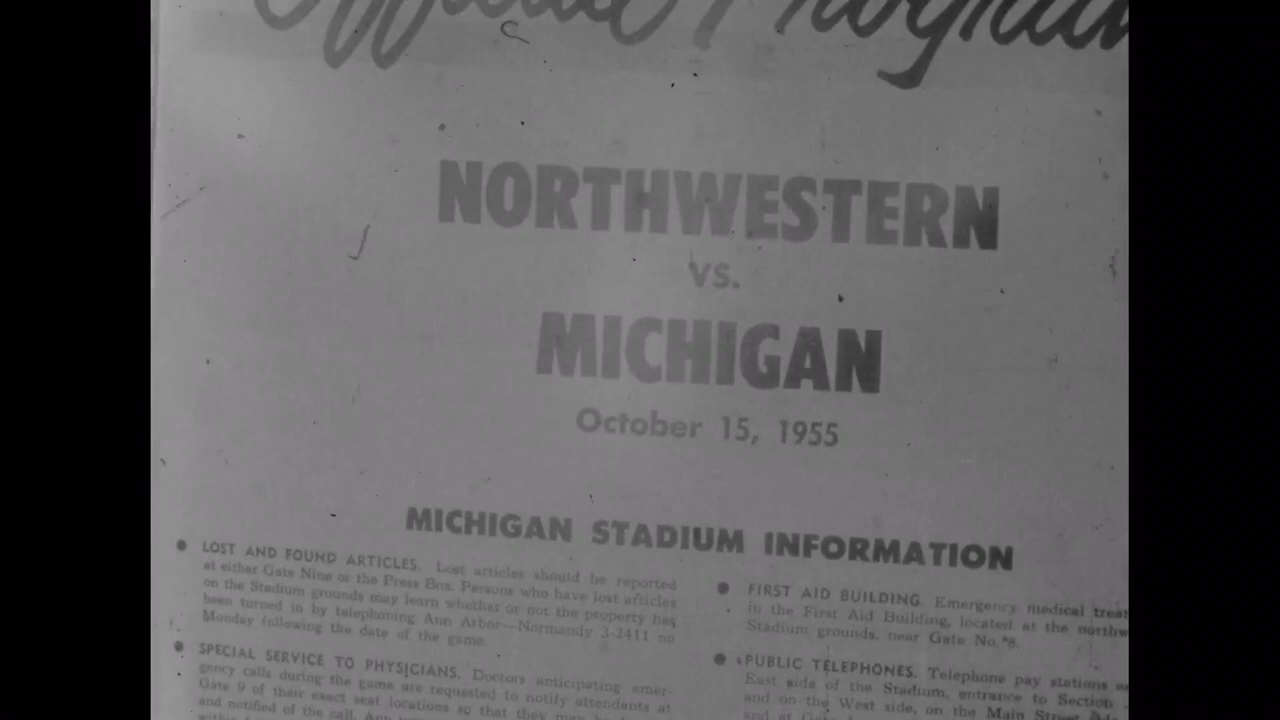 Official Program
NORTHWESTERN
VS.
MICHIGAN
October 15, 1955
MICHIGAN STADIUM INFORMATION
● LOST AND FOUND ARTICLES. Lost articles should be reported
at either Gate Nine or the Press Box. Persons who have lost articles
on the Stadium grounds may learn whether or not the property has
been turned in by telephoning Ann Arbor—Normandy 3-2411 on
Monday following the date of the game.
● SPECIAL SERVICE TO PHYSICIANS. Doctors anticipating emer-
gency calls during the game are requested to notify attendants at
Gate 9 of their exact seat locations so that they may be
and notified of the call. Any
● FIRST AID BUILDING. Emergency medical treat
in the First Aid Building, located at the northw
Stadium grounds, near Gate No. 8.
● PUBLIC TELEPHONES. Telephone pay stations
East side of the Stadium, entrance to Section
and on the West side, on the Main Street
and at